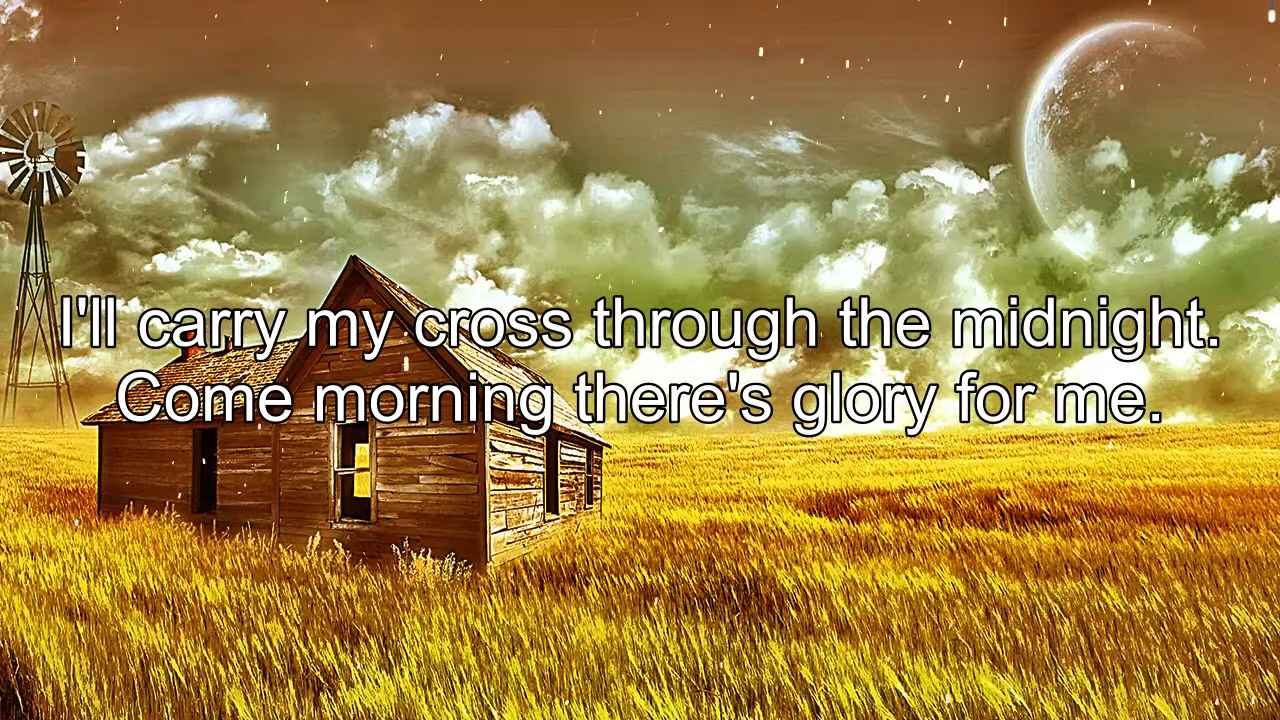 I'll carry my cross through the midnight.
Come morning there's glory for me.